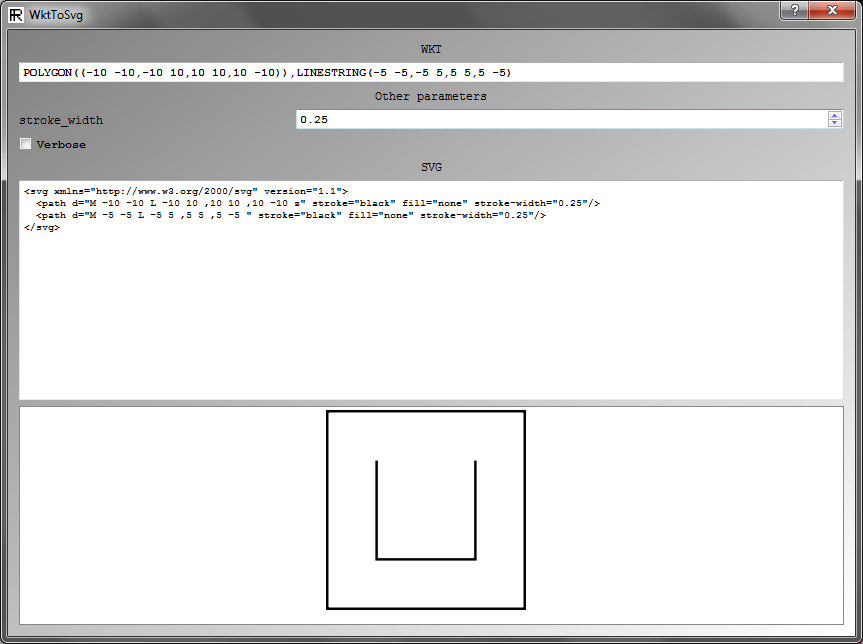 WktToSvg
WKT
POLYGON((-10 -10,-10 10,10 10,10 -10)),LINESTRING(-5 -5,-5 5,5 5,5 -5)
Other parameters
stroke_width 0.25
Verbose
SVG
<svg xmlns="http://www.w3.org/2000/svg" version="1.1">
  <path d="M -10 -10 L -10 10 ,10 10 ,10 -10 z" stroke="black" fill="none" stroke-width="0.25"/>
  <path d="M -5 -5 L -5 5 ,5 5 ,5 -5 " stroke="black" fill="none" stroke-width="0.25"/>
</svg>